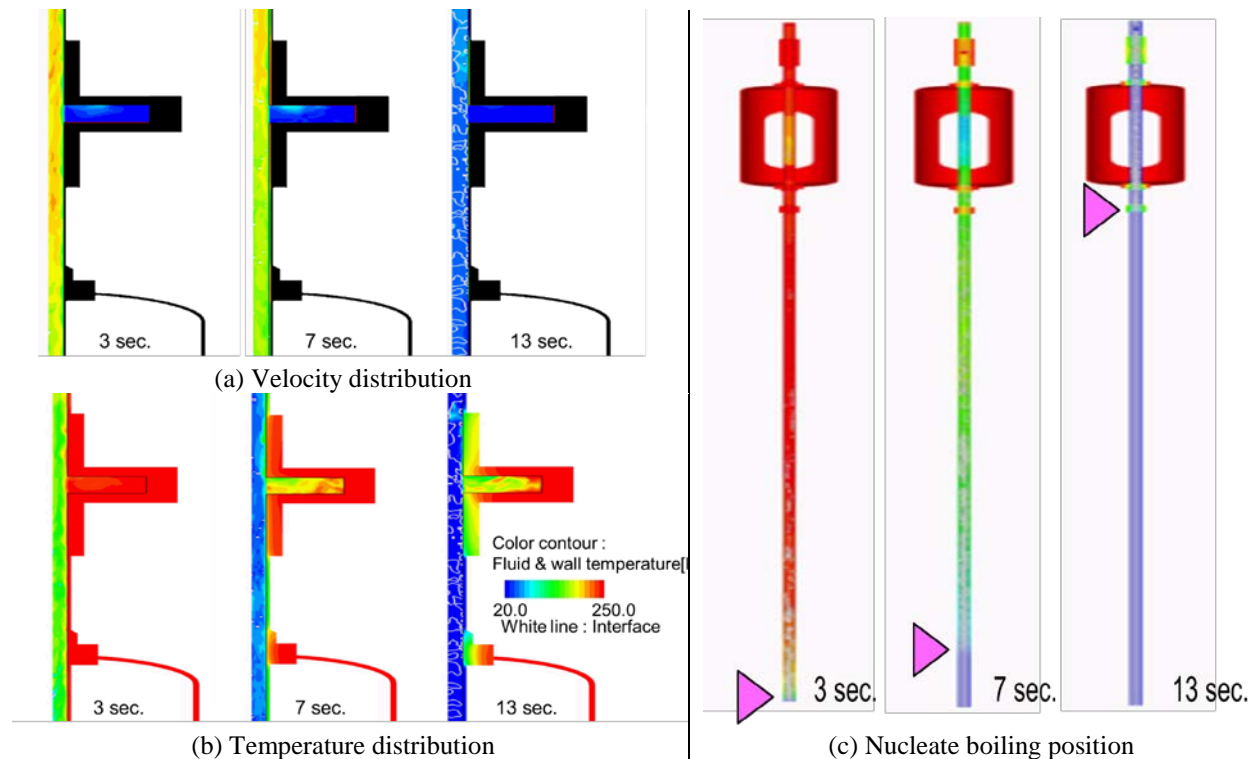 3 sec.
7 sec.
13 sec.
(a) Velocity distribution
Color contour :
Fluid & wall temperature[
20.0
250.0
White line : Interface
3 sec.
7 sec.
13 sec.
(b) Temperature distribution
3 sec.
7 sec.
13 sec.
(c) Nucleate boiling position